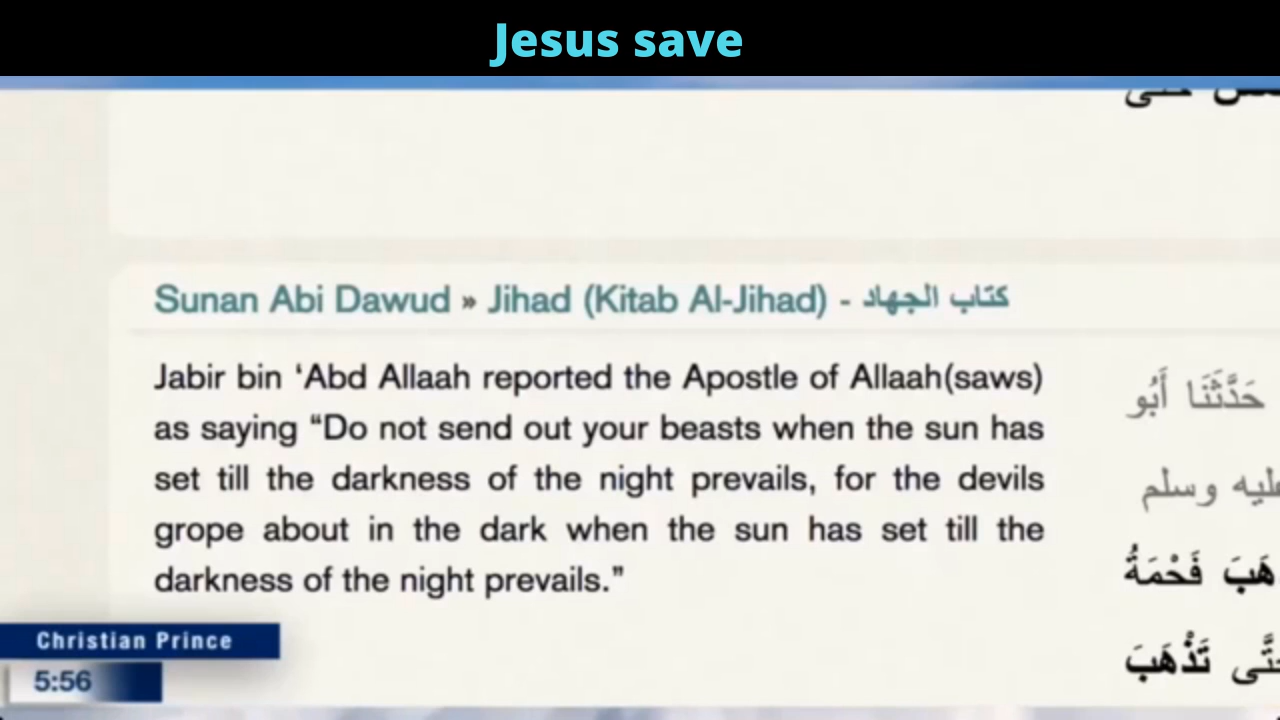 Jesus save
Sunan Abi Dawud » Jihad (Kitab Al-Jihad) - كتاب الجهاد
Jabir bin ‘Abd Allaah reported the Apostle of Allaah(saws)
as saying “Do not send out your beasts when the sun has
set till the darkness of the night prevails, for the devils
grope about in the dark when the sun has set till the
darkness of the night prevails.”
حَدَّثَنَا أَبُو
عليه وسلم
فَحْمَةُ
تَذْهَبَ
Christian Prince
5:56